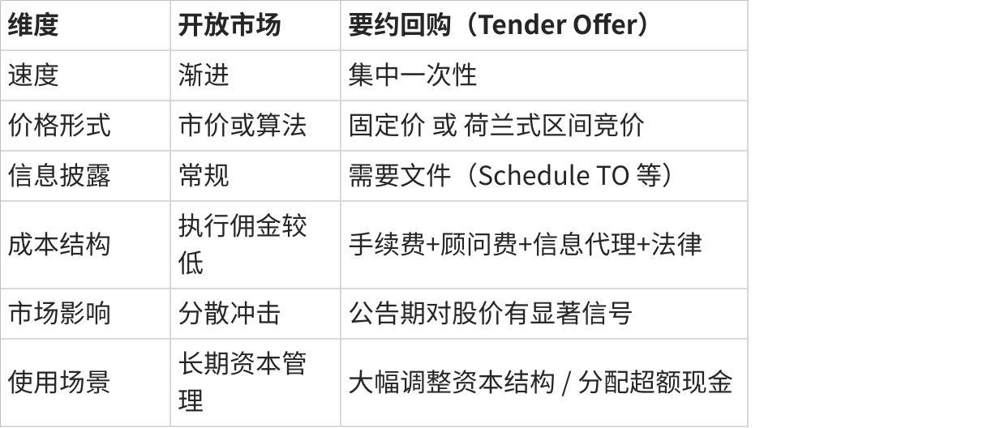 维度 开放市场 要约回购（Tender Offer）
速度 渐进 集中一次性
价格形式 市价或算法 固定价 或 荷兰式区间竞价
信息披露 常规 需要文件（Schedule TO 等）
成本结构 执行佣金较低 手续费+顾问费+信息代理+法律
市场影响 分散冲击 公告期对股价有显著信号
使用场景 长期资本管理 大幅调整资本结构 / 分配超额现金